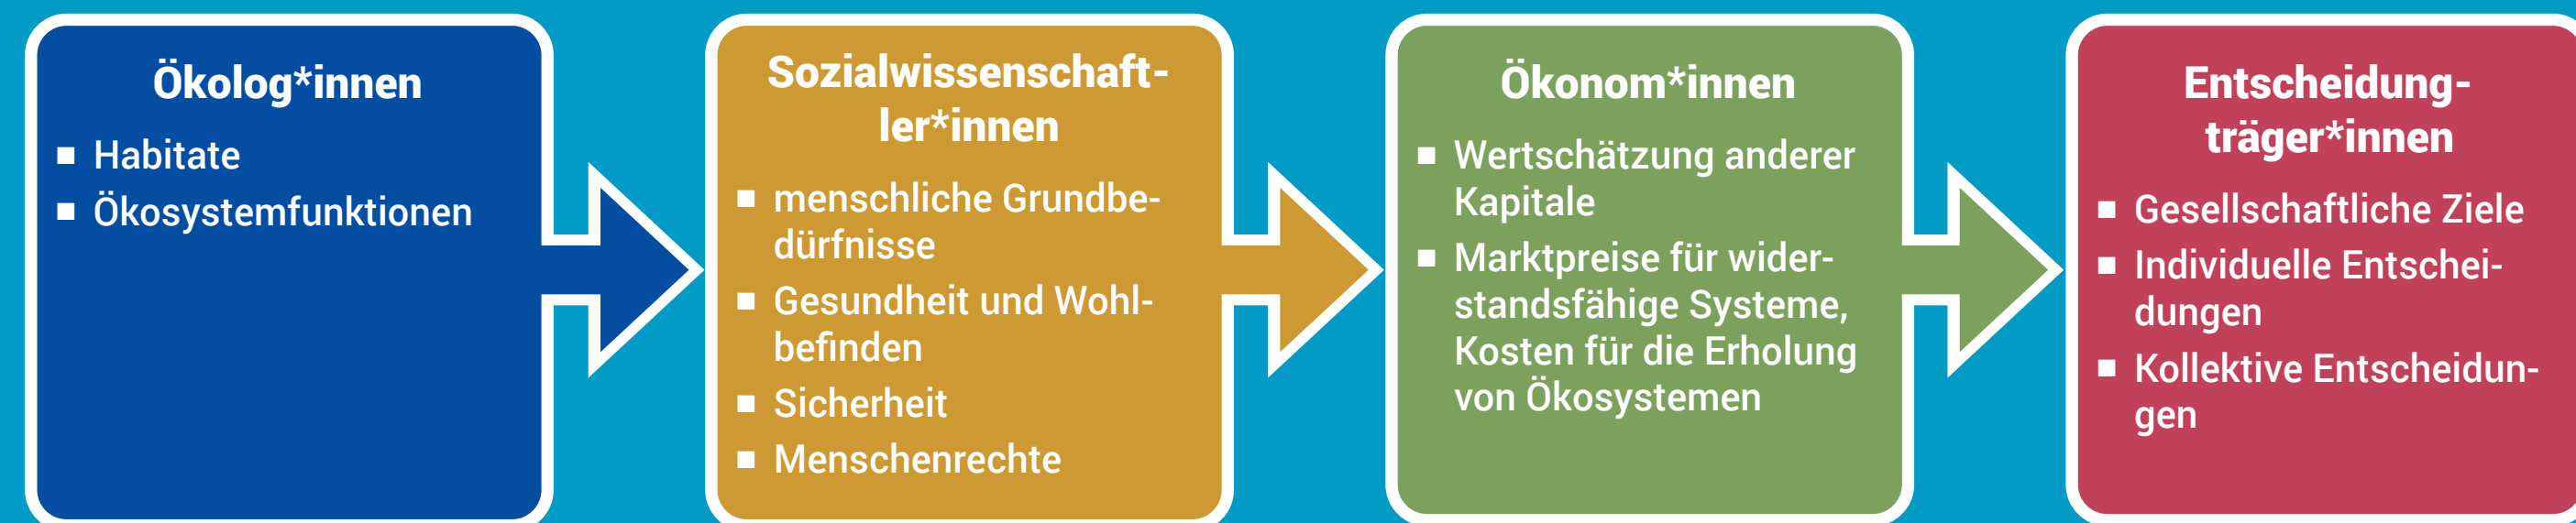 Ökolog*innen
■ Habitate
■ Ökosystemfunktionen
Sozialwissenschaft-
ler*innen
■ menschliche Grundbe-
dürfnisse
■ Gesundheit und Wohl-
befinden
■ Sicherheit
■ Menschenrechte
Ökonom*innen
■ Wertschätzung anderer
Kapitale
■ Marktpreise für wider-
standsfähige Systeme,
Kosten für die Erholung
von Ökosystemen
Entscheidung-
träger*innen
■ Gesellschaftliche Ziele
■ Individuelle Entschei-
dungen
■ Kollektive Entscheidun-
gen